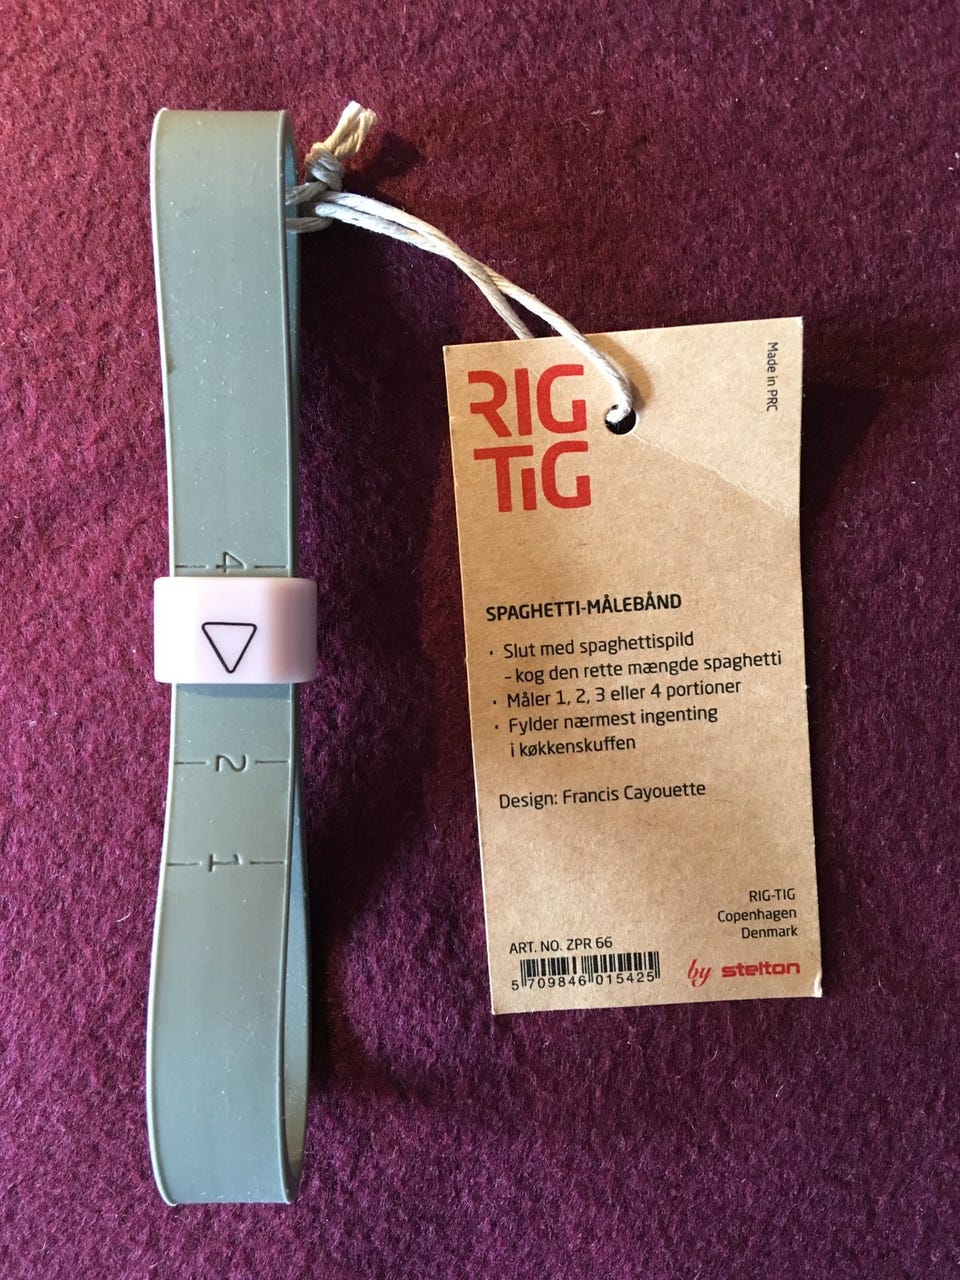 4
2
1
Made in PRC
RIG
TIG
SPAGHETTI-MÅLEBÅND
· Slut med spaghettispild
– kog den rette mængde spaghetti
· Måler 1, 2, 3 eller 4 portioner
· Fylder nærmest ingenting
i køkkenskuffen
Design: Francis Cayouette
RIG-TIG
Copenhagen
Denmark
ART. NO. ZPR 66
5 709846 015425
by stelton